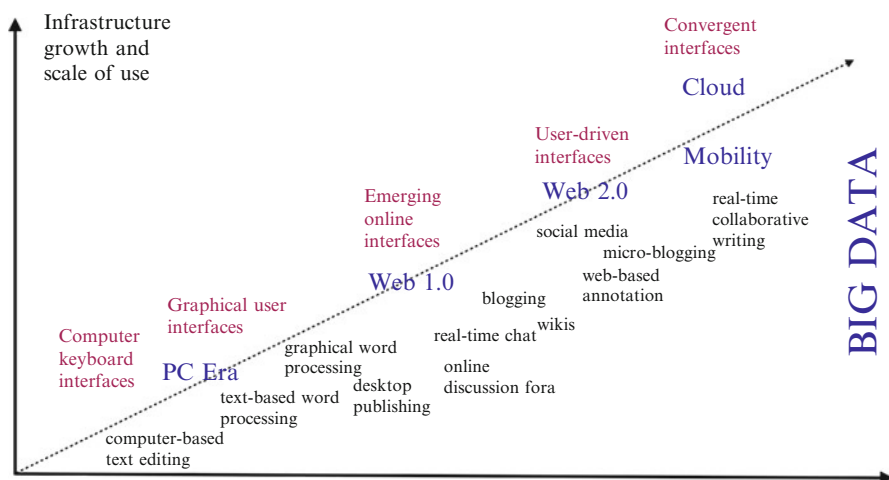 Infrastructure
growth and
scale of use
Convergent
interfaces
Cloud
User-driven
interfaces
Mobility
Web 2.0
Emerging
online
interfaces
Web 1.0
Graphical user
interfaces
Computer
keyboard
interfaces
PC Era
real-time
collaborative
writing
social media
micro-blogging
web-based
annotation
blogging
wikis
real-time chat
online
discussion fora
graphical word
processing
desktop
publishing
text-based word
processing
computer-based
text editing
BIG DATA